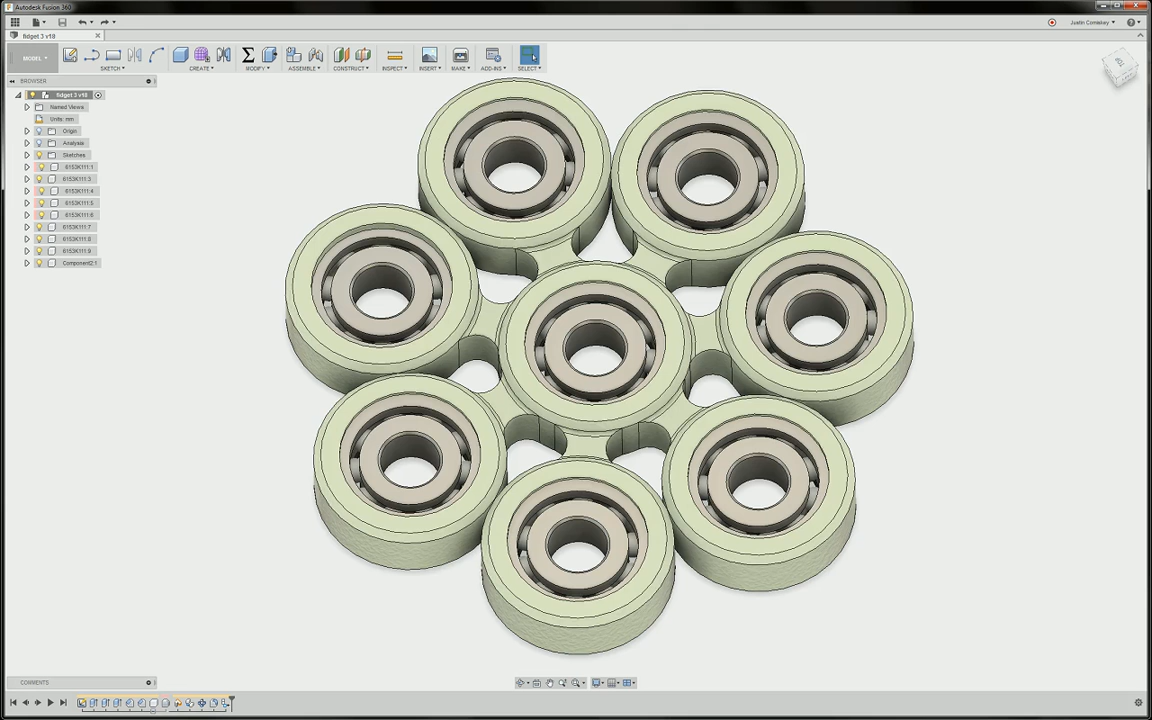 Autodesk Fusion 360
Justin Comiskey
fidget 3 v18
MODEL
SKETCH
CREATE
MODIFY
ASSEMBLE
CONSTRUCT
INSPECT
INSERT
MAKE
ADD-INS
SELECT
BROWSER
fidget 3 v18
Named Views
Units: mm
Origin
Analysis
Sketches
6153K111:1
6153K111:3
6153K111:4
6153K111:5
6153K111:6
6153K111:7
6153K111:8
6153K111:9
Component2:1
COMMENTS